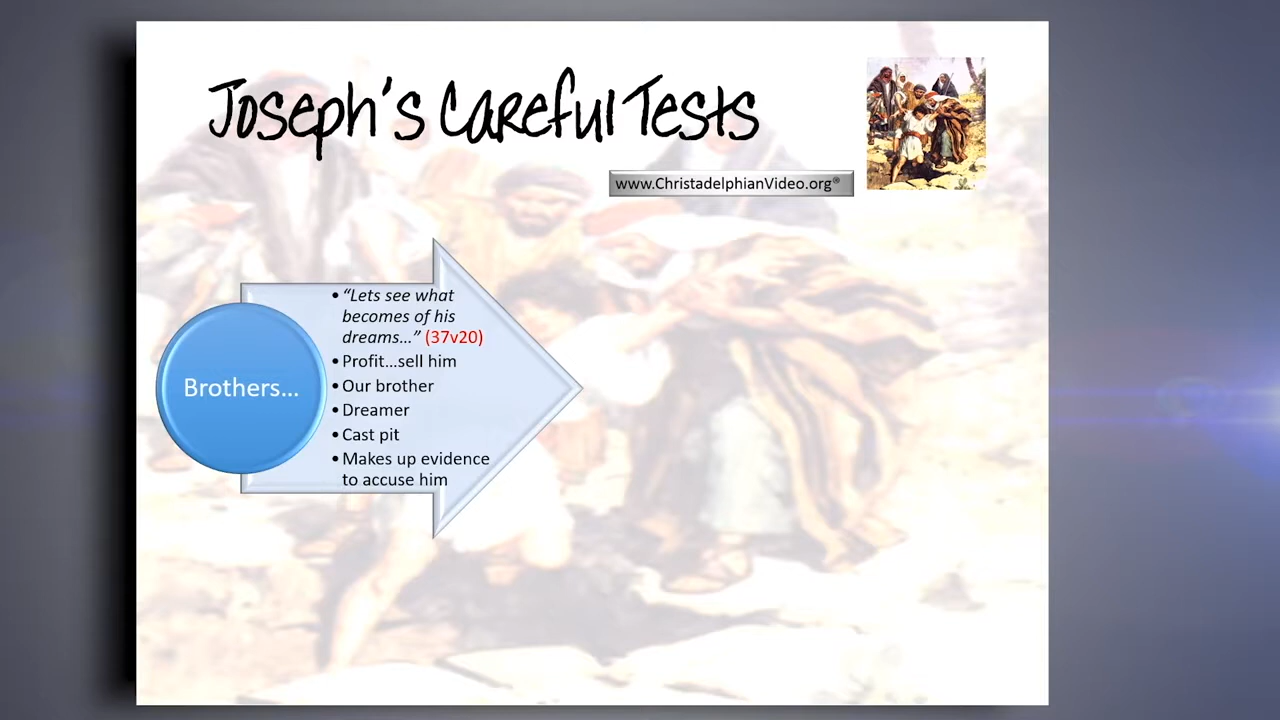 Joseph's Careful Tests
www.ChristadelphianVideo.org®
• “Lets see what
becomes of his
dreams...” (37v20)
• Profit...sell him
• Our brother
• Dreamer
• Cast pit
• Makes up evidence
to accuse him
Brothers...